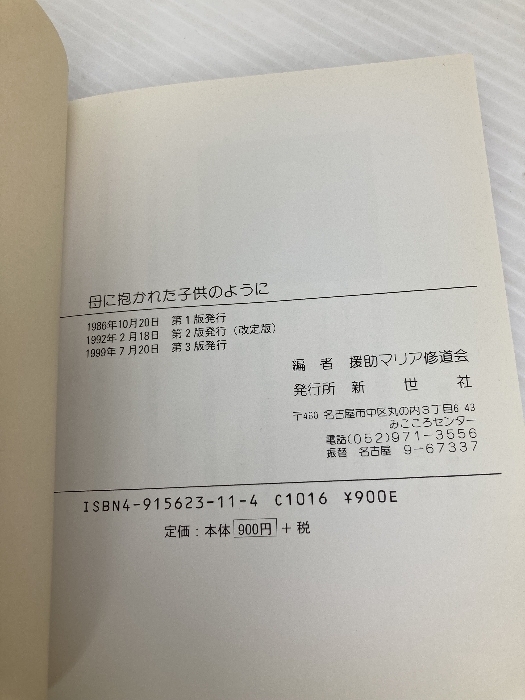 母に抱かれた子供のように
1986年10月20日 第1版発行
1992年2月18日 第2版発行(改定版)
1999年7月20日 第3版発行
編者 援助マリア修道会
発行所 新世社
〒460 名古屋市中区丸の内3丁目6-43
みこころセンター
電話(052)971-3556
振替 名古屋 9-67337
ISBN4-915623-11-4 C1016 ¥900E
定価:本体900円+税